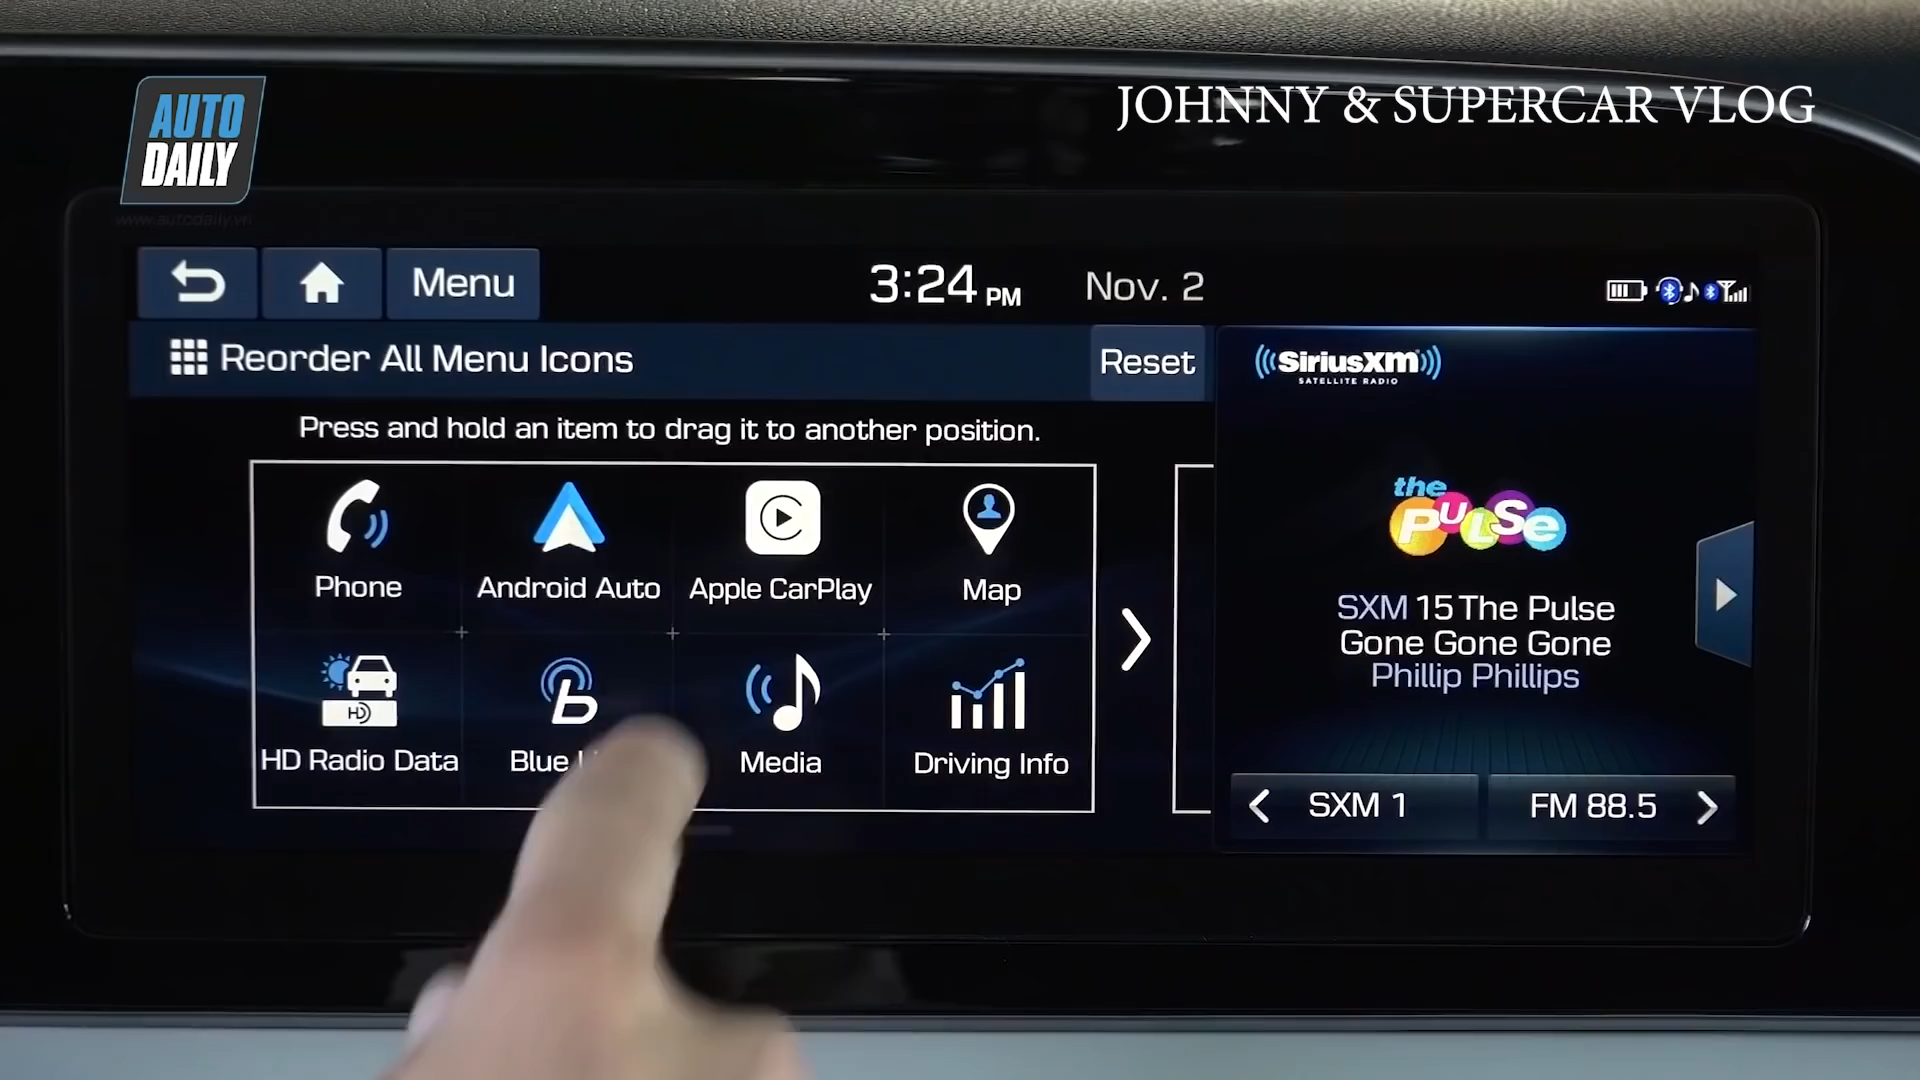 AUTO
DAILY
www.autodaily.vn
JOHNNY & SUPERCAR VLOG
Menu
3:24 PM
Nov. 2
Reorder All Menu Icons
Reset
Press and hold an item to drag it to another position.
Phone
Android Auto
Apple CarPlay
Map
HD
HD Radio Data
Blue
Media
Driving Info
SiriusXM
SATELLITE RADIO
the
PULSE
SXM 15 The Pulse
Gone Gone Gone
Phillip Phillips
SXM 1
FM 88.5